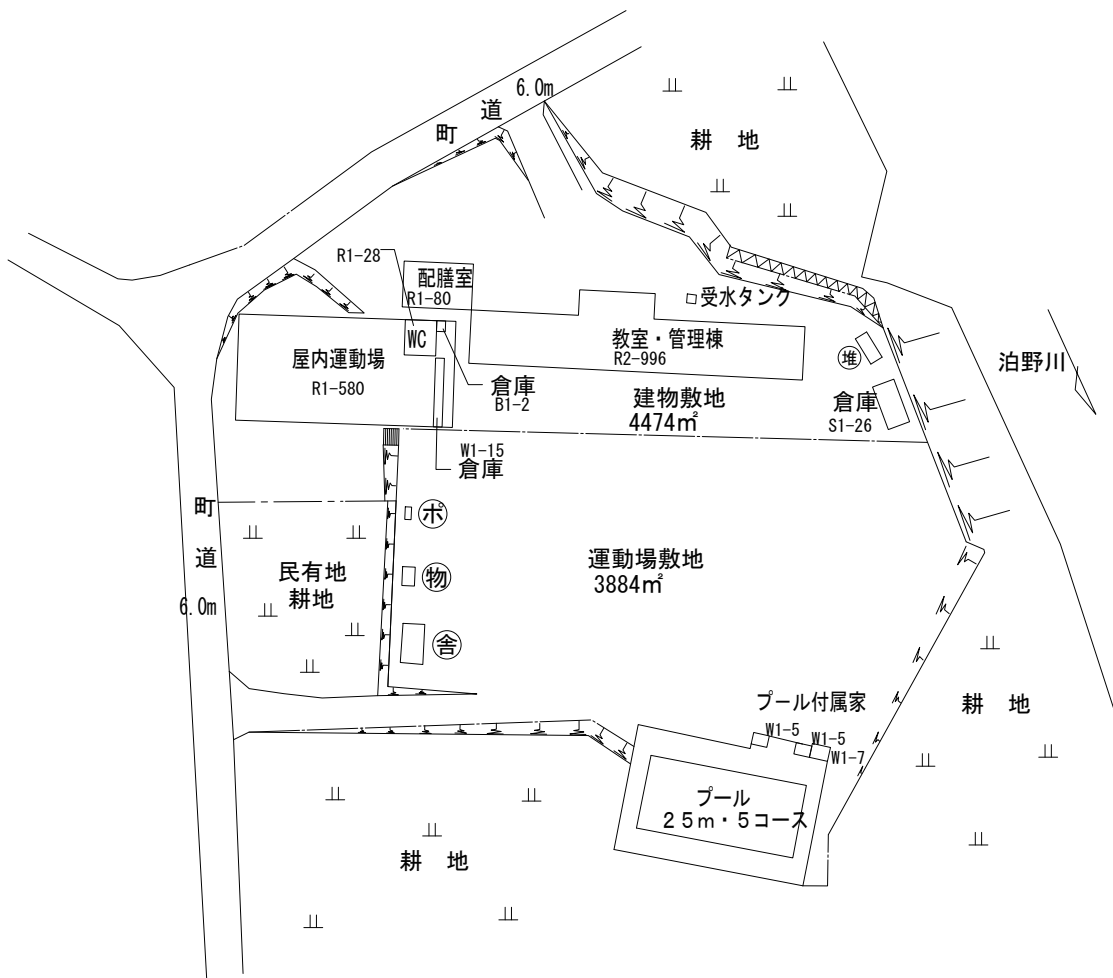 6.0m
町 道
耕 地
R1-28
配膳室
R1-80
受水タンク
WC
教室・管理棟
R2-996
屋内運動場
R1-580
堆
泊野川
倉庫
B1-2
建物敷地
4474㎡
倉庫
S1-26
W1-15
倉庫
町道
6.0m
ポ
運動場敷地
3884㎡
民有地
耕地
物
舎
プール付属家
W1-5
W1-5
W1-7
耕 地
プール
25m・5コース
耕 地